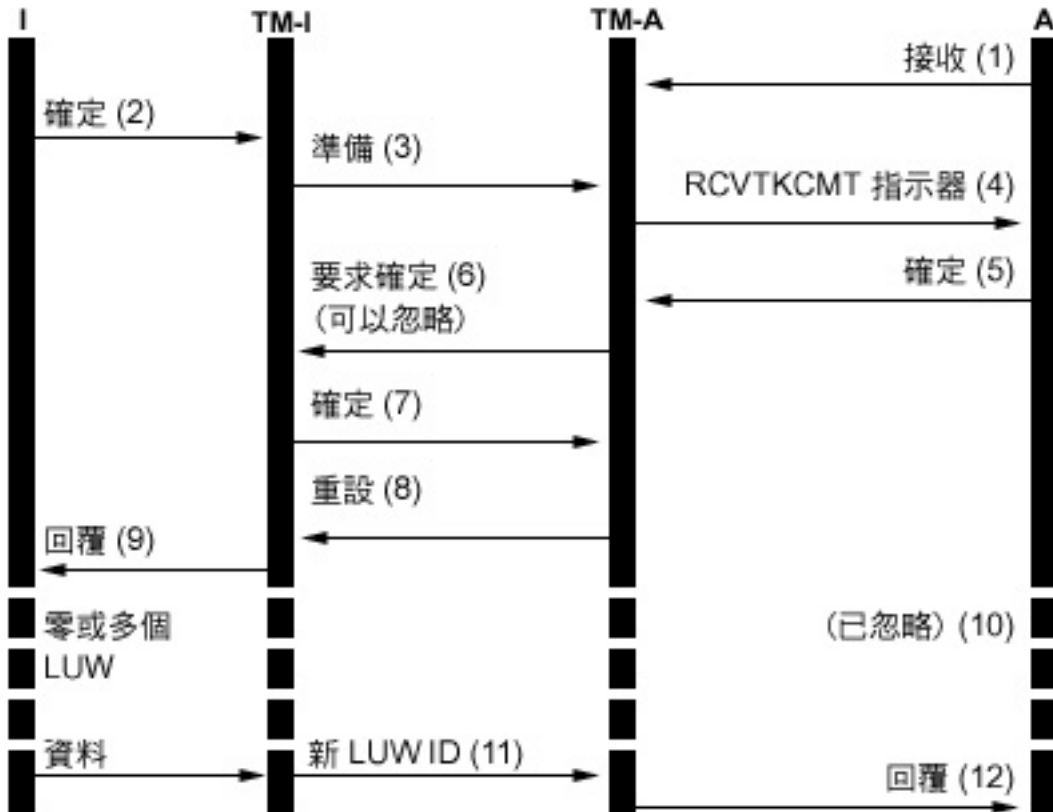 I TM-I TM-A A
接收 (1)
確定 (2)
準備 (3)
RCVTKCMT 指示器 (4)
要求確定 (6)
(可以忽略)
確定 (5)
確定 (7)
重設 (8)
回覆 (9)
零或多個
LUW
(已忽略) (10)
資料
新 LUW ID (11)
回覆 (12)